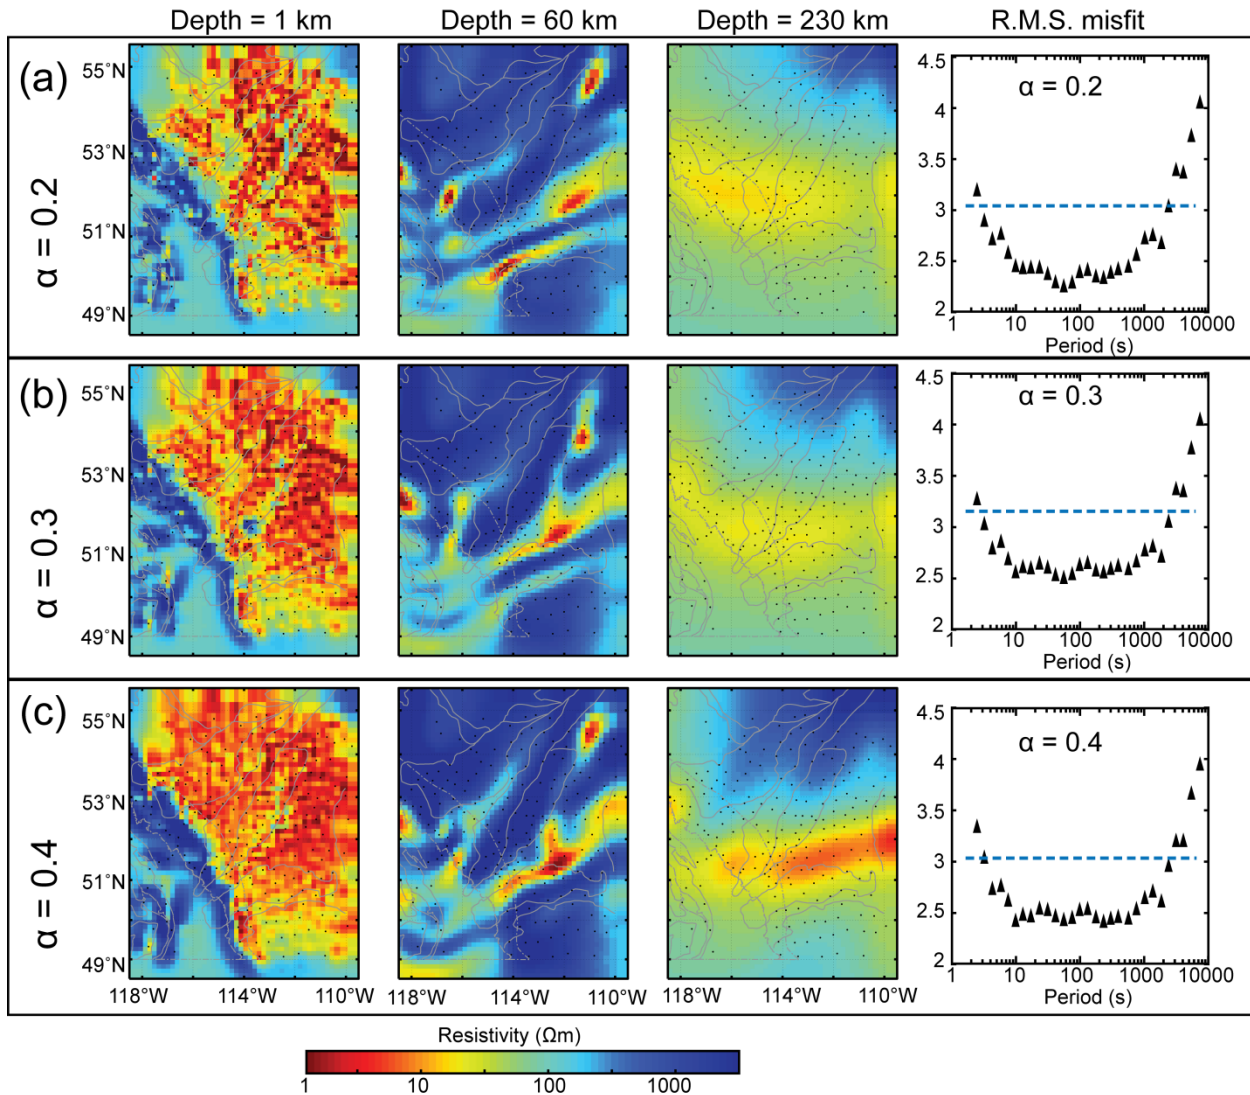 Depth = 1 km Depth = 60 km Depth = 230 km R.M.S. misfit
(a)
α = 0.2
55°N
53°N
51°N
49°N
α = 0.2
4.5
4
3.5
3
2.5
2
1 10 100 1000 10000
Period (s)
(b)
α = 0.3
55°N
53°N
51°N
49°N
α = 0.3
4.5
4
3.5
3
2.5
2
1 10 100 1000 10000
Period (s)
(c)
α = 0.4
55°N
53°N
51°N
49°N
118°W 114°W 110°W 118°W 114°W 110°W 118°W 114°W 110°W
α = 0.4
4.5
4
3.5
3
2.5
2
1 10 100 1000 10000
Period (s)
Resistivity (Ωm)
1 10 100 1000